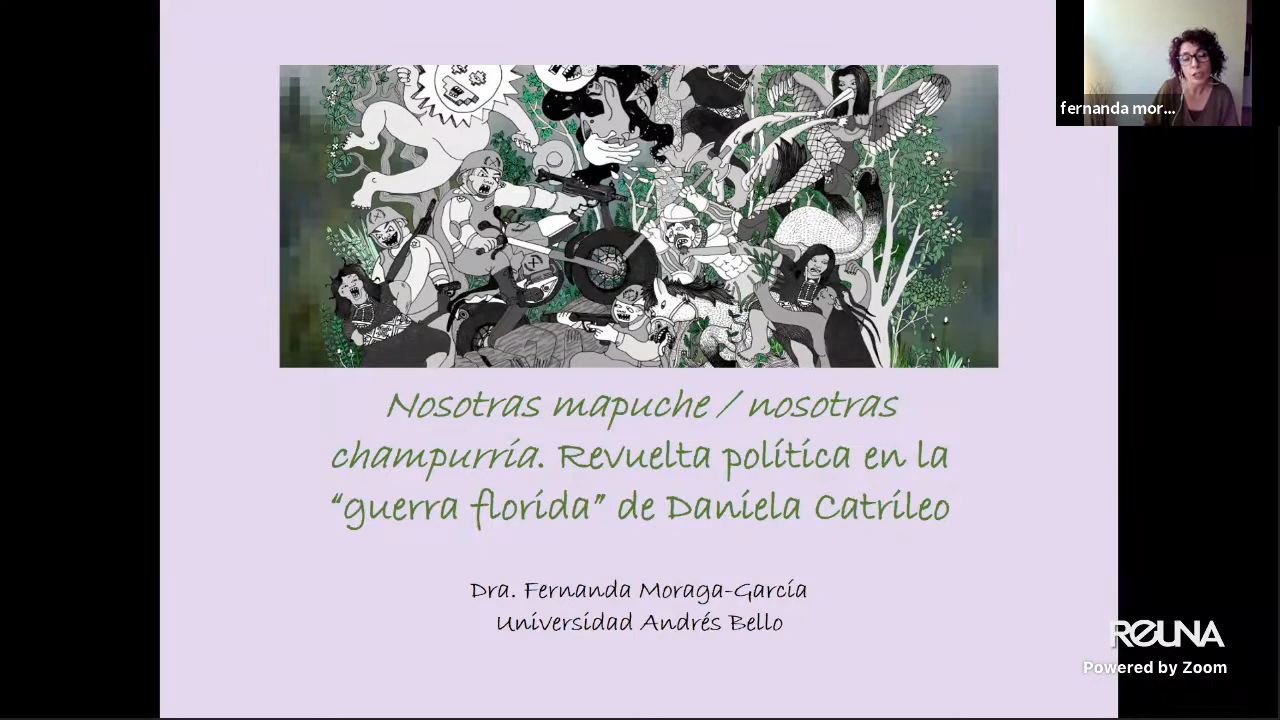 fernanda mor...
Nosotras mapuche / nosotras
champurria. Revuelta política en la
“guerra florida” de Daniela Catrileo
Dra. Fernanda Moraga-García
Universidad Andrés Bello
REUNA
Powered by Zoom